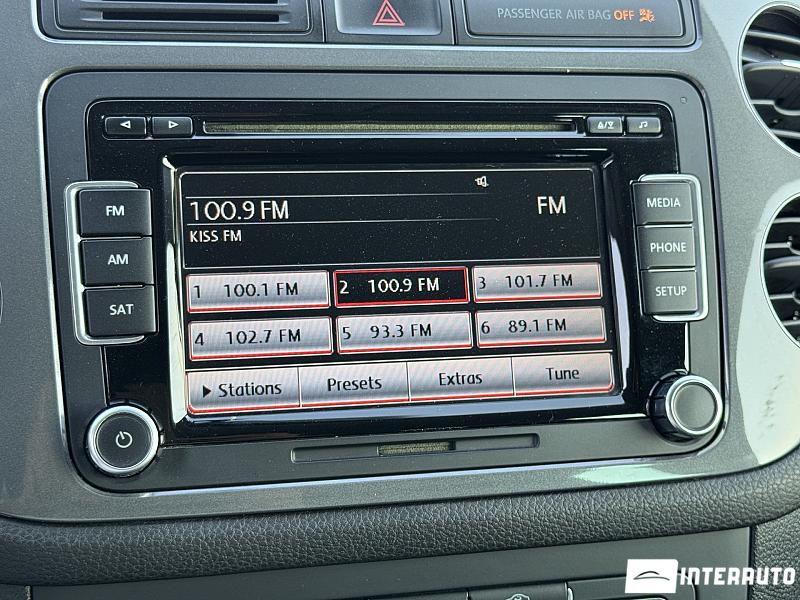 PASSENGER AIR BAG OFF
FM
AM
SAT
100.9 FM
FM
KISS FM
1 100.1 FM
2 100.9 FM
3 101.7 FM
4 102.7 FM
5 93.3 FM
6 89.1 FM
Stations
Presets
Extras
Tune
MEDIA
PHONE
SETUP
INTERAUTO